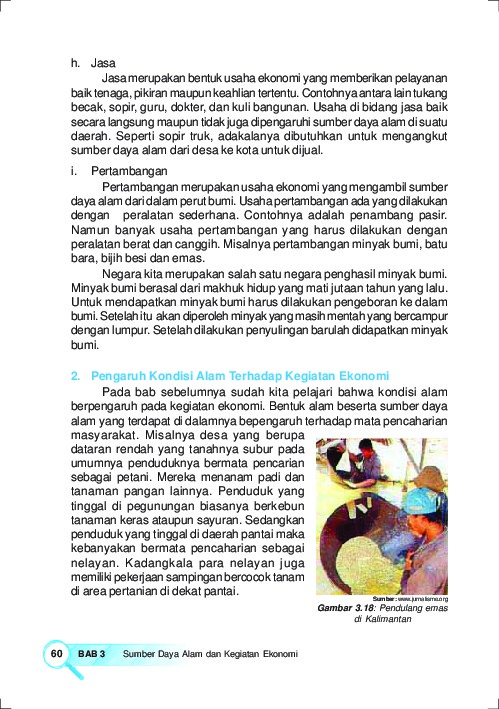 h. Jasa
Jasa merupakan bentuk usaha ekonomi yang memberikan pelayanan
baik tenaga, pikiran maupun keahlian tertentu. Contohnya antara lain tukang
becak, sopir, guru, dokter, dan kuli bangunan. Usaha di bidang jasa baik
secara langsung maupun tidak juga dipengaruhi sumber daya alam di suatu
daerah. Seperti sopir truk, adakalanya dibutuhkan untuk mengangkut
sumber daya alam dari desa ke kota untuk dijual.
i. Pertambangan
Pertambangan merupakan usaha ekonomi yang mengambil sumber
daya alam dari dalam perut bumi. Usaha pertambangan ada yang dilakukan
dengan peralatan sederhana. Contohnya adalah penambang pasir.
Namun banyak usaha pertambangan yang harus dilakukan dengan
peralatan berat dan canggih. Misalnya pertambangan minyak bumi, batu
bara, bijih besi dan emas.
Negara kita merupakan salah satu negara penghasil minyak bumi.
Minyak bumi berasal dari makhuk hidup yang mati jutaan tahun yang lalu.
Untuk mendapatkan minyak bumi harus dilakukan pengeboran ke dalam
bumi. Setelah itu akan diperoleh minyak yang masih mentah yang bercampur
dengan lumpur. Setelah dilakukan penyulingan barulah didapatkan minyak
bumi.
2. Pengaruh Kondisi Alam Terhadap Kegiatan Ekonomi
Pada bab sebelumnya sudah kita pelajari bahwa kondisi alam
berpengaruh pada kegiatan ekonomi. Bentuk alam beserta sumber daya
alam yang terdapat di dalamnya bepengaruh terhadap mata pencaharian
masyarakat. Misalnya desa yang berupa
dataran rendah yang tanahnya subur pada
umumnya penduduknya bermata pencarian
sebagai petani. Mereka menanam padi dan
tanaman pangan lainnya. Penduduk yang
tinggal di pegunungan biasanya berkebun
tanaman keras ataupun sayuran. Sedangkan
penduduk yang tinggal di daerah pantai maka
kebanyakan bermata pencaharian sebagai
nelayan. Kadangkala para nelayan juga
memiliki pekerjaan sampingan bercocok tanam
di area pertanian di dekat pantai.
Sumber: www.jurnalisme.org
Gambar 3.18: Pendulang emas
di Kalimantan
60 BAB 3 Sumber Daya Alam dan Kegiatan Ekonomi